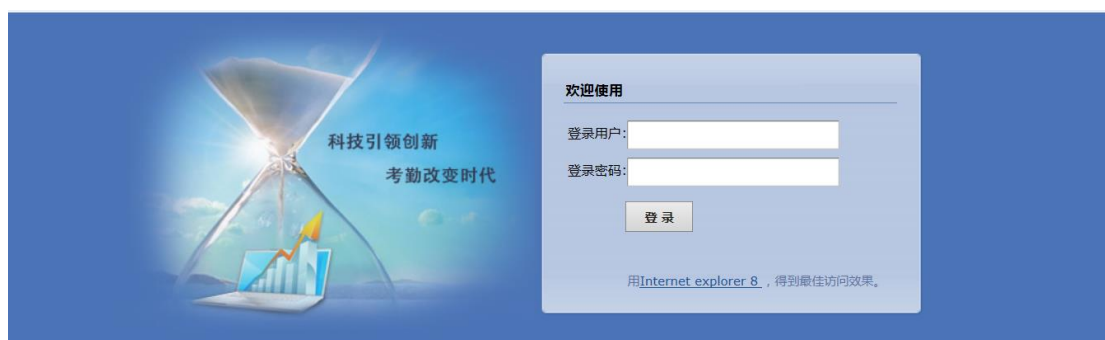 科技引领创新
考勤改变时代
欢迎使用
登录用户:
登录密码:
登 录
用Internet explorer 8 ，得到最佳访问效果。